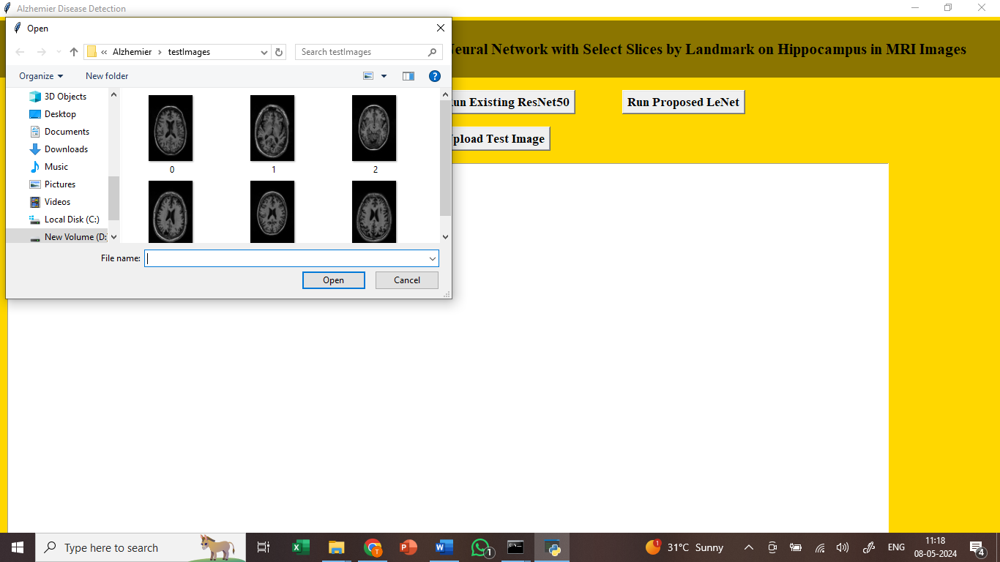 Alzhemier Disease Detection
Open
« Alzhemier › testImages
Search testImages
Neural Network with Select Slices by Landmark on Hippocampus in MRI Images
Organize
New folder
3D Objects
Desktop
Documents
Downloads
Music
Pictures
Videos
Local Disk (C:)
New Volume (D:
0
1
2
Run Existing ResNet50
Run Proposed LeNet
Upload Test Image
File name:
Open
Cancel
Type here to search
1
31°C Sunny
ENG
11:18
08-05-2024
4